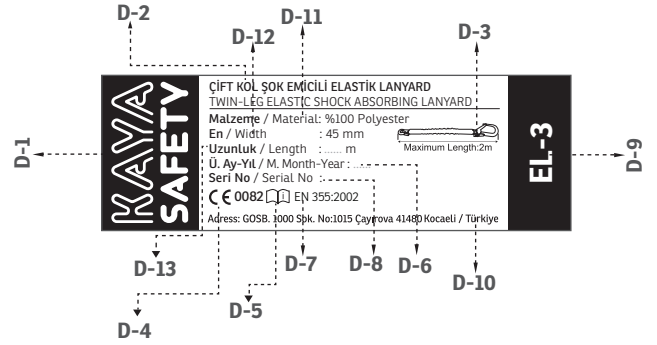 D-2
D-11
D-12
D-3
D-1
KAYA
SAFETY
ÇİFT KOL ŞOK EMİCİLİ ELASTİK LANYARD
TWIN-LEG ELASTIC SHOCK ABSORBING LANYARD
Malzeme / Material: %100 Polyester
En / Width : 45 mm
Uzunluk / Length : ...... m
Maximum Length:2m
Ü. Ay-Yıl / M. Month-Year : ......
Seri No / Serial No :
CE 0082 i EN 355:2002
Adress: GOSB. 1000 Sok. No:1015 Çayırova 41480 Kocaeli / Türkiye
EL-3
D-9
D-13
D-7
D-8
D-6
D-10
D-5
D-4